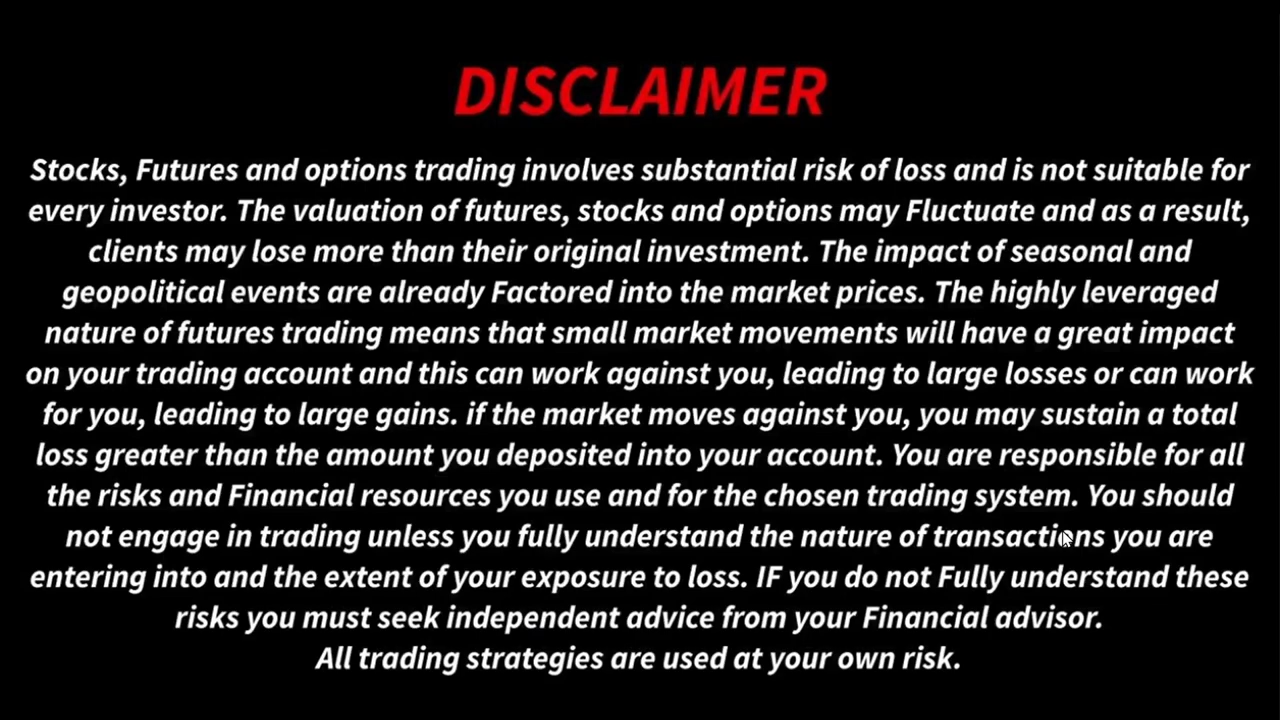 DISCLAIMER
Stocks, Futures and options trading involves substantial risk of loss and is not suitable for
every investor. The valuation of futures, stocks and options may Fluctuate and as a result,
clients may lose more than their original investment. The impact of seasonal and
geopolitical events are already Factored into the market prices. The highly leveraged
nature of futures trading means that small market movements will have a great impact
on your trading account and this can work against you, leading to large losses or can work
for you, leading to large gains. if the market moves against you, you may sustain a total
loss greater than the amount you deposited into your account. You are responsible for all
the risks and Financial resources you use and for the chosen trading system. You should
not engage in trading unless you fully understand the nature of transactions you are
entering into and the extent of your exposure to loss. IF you do not Fully understand these
risks you must seek independent advice from your Financial advisor.
All trading strategies are used at your own risk.